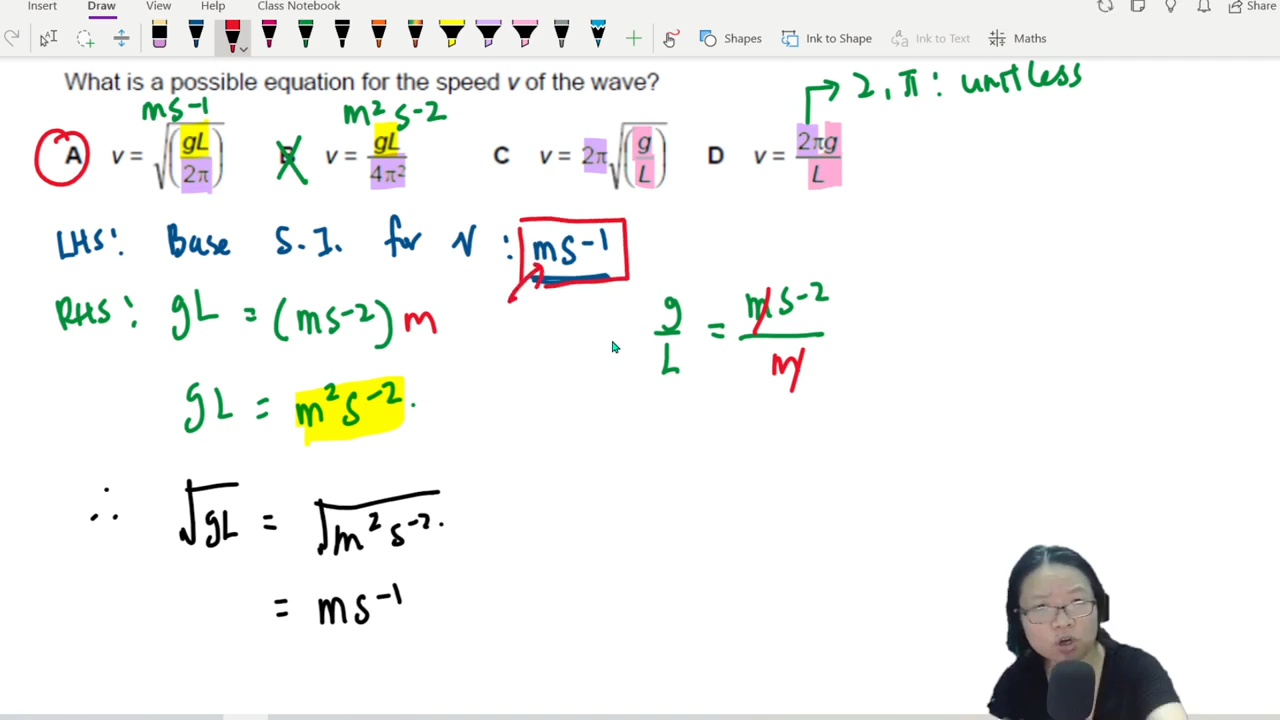 Insert Draw View Help Class Notebook Share
Shapes Ink to Shape Ink to Text Maths
What is a possible equation for the speed v of the wave?
2, π : unitless
ms-1 m² s-2
A v = √(gL/2π) B v = gL/4π² C v = 2π√(g/L) D v = 2πg/L
LHS: Base S.I. for v : ms-1
RHS: gL = (ms-2) m
g/L = ms-2/m
gL = m²s-2.
∴ √gL = √m²s-2.
= ms-1